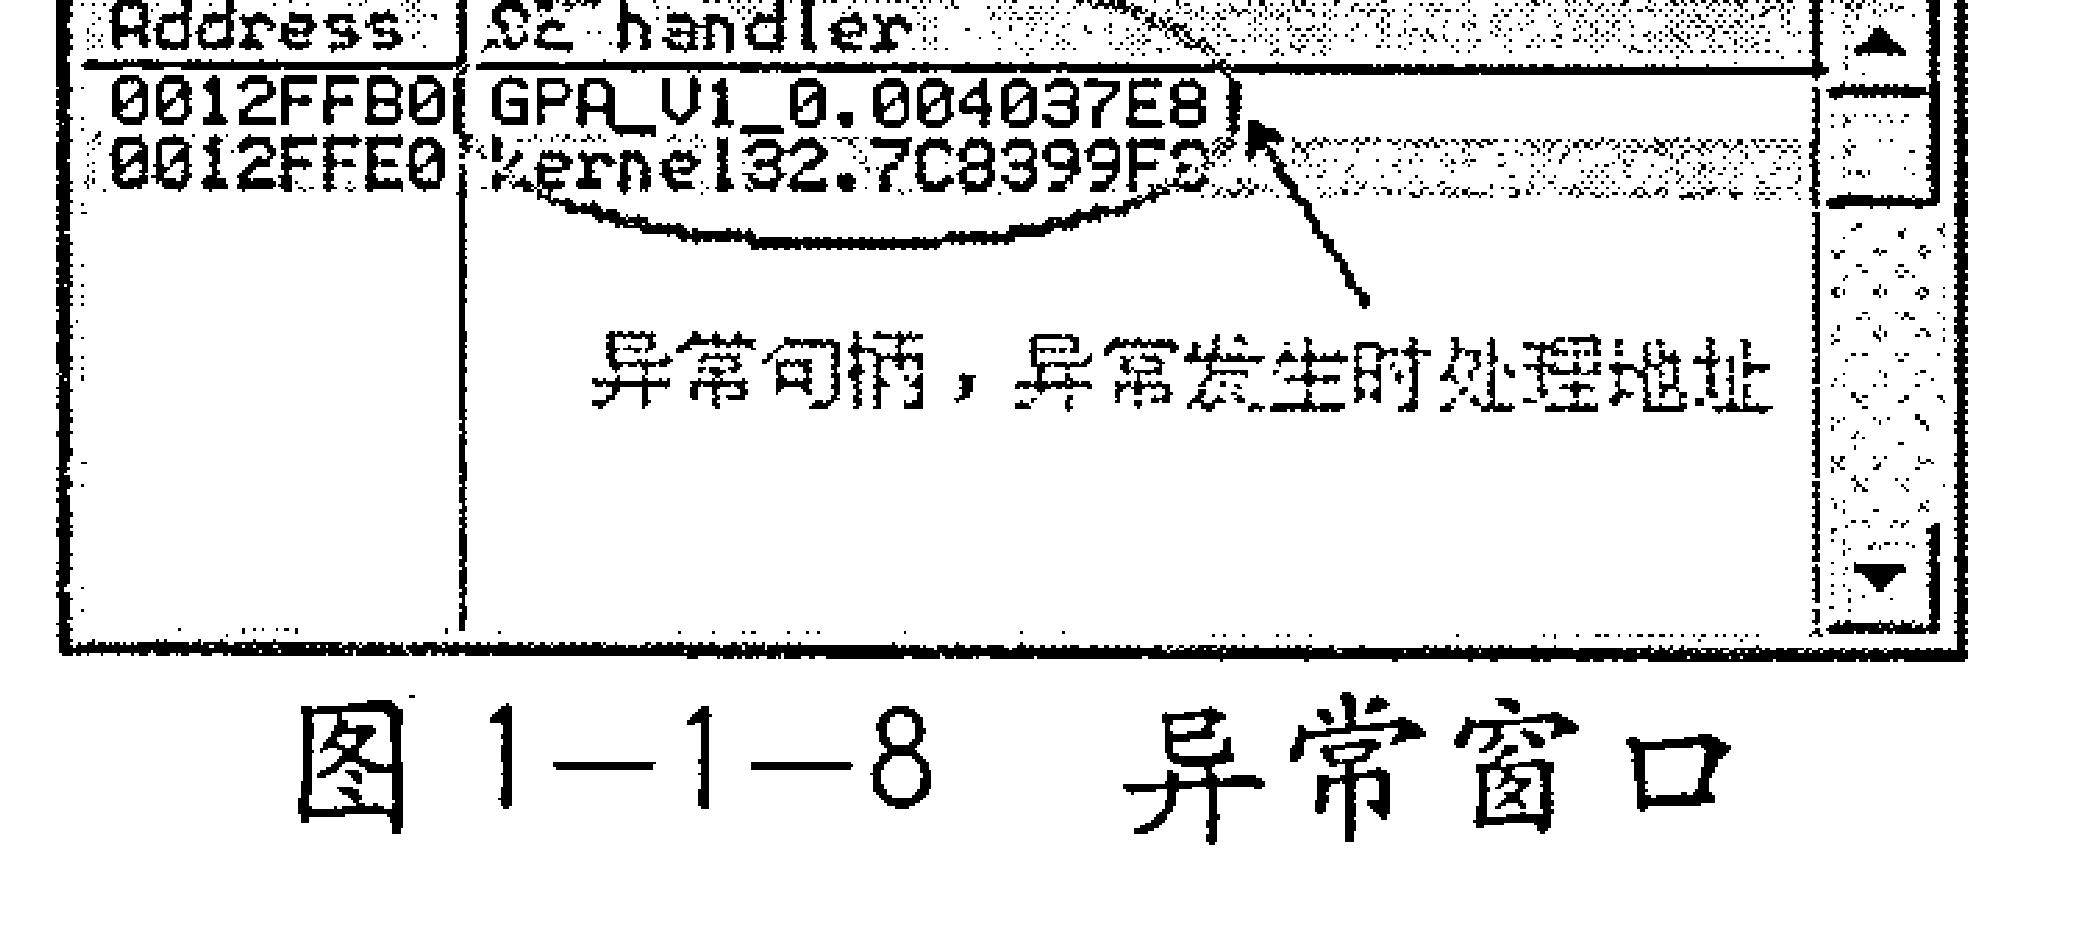 Address SE handler
0012FFB0 GPA_V1_0.004037E8
0012FFE0 kernel32.7C8399F3
异常句柄，异常发生时处理地址
图 1—1—8 异常窗口